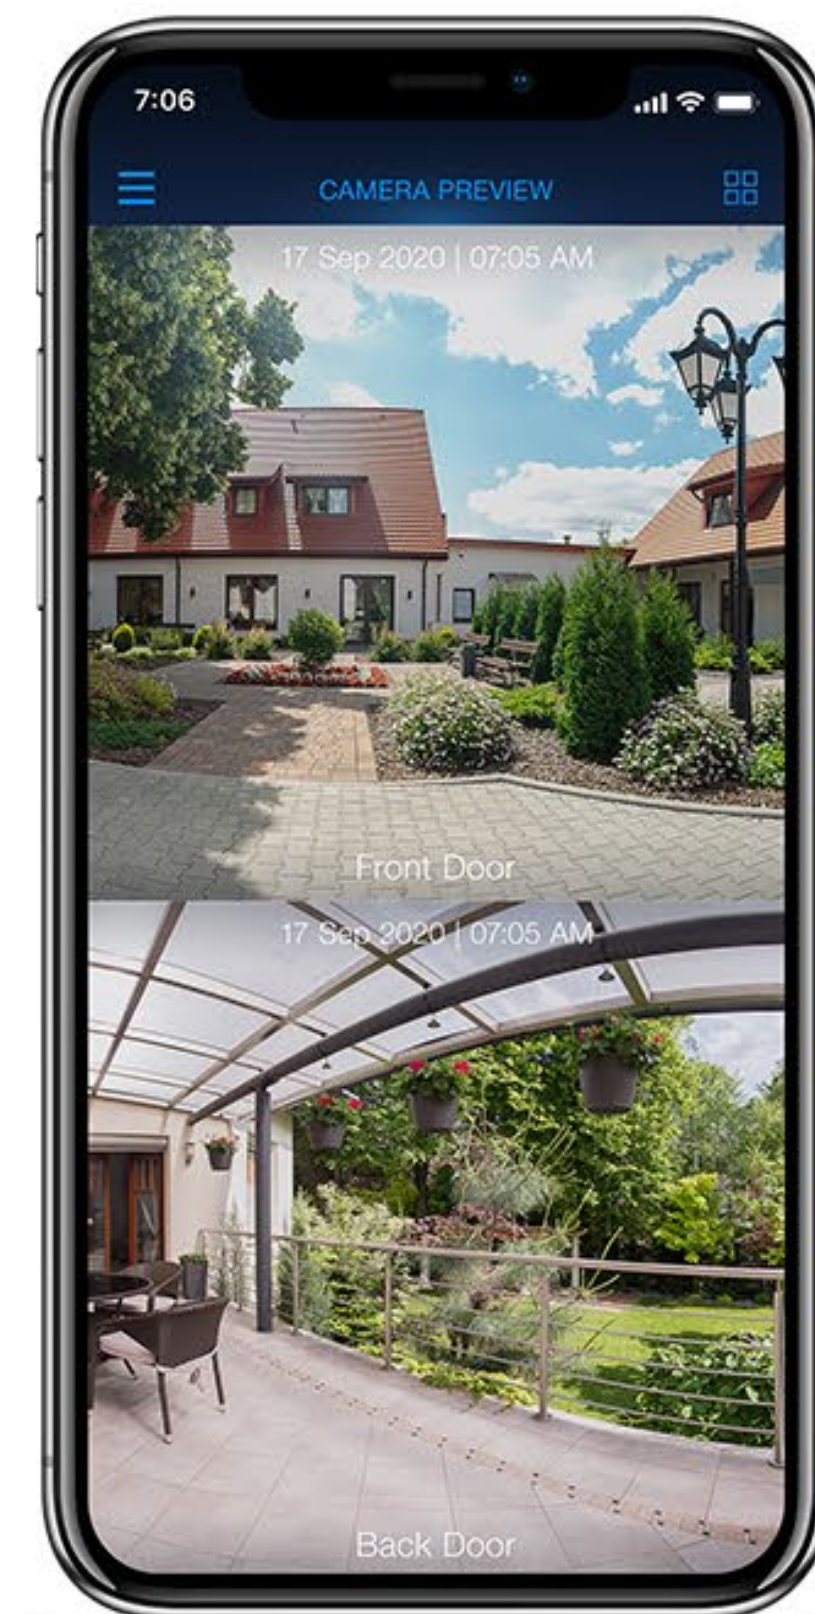 7:06
CAMERA PREVIEW
17 Sep 2020 | 07:05 AM
Front Door
17 Sep 2020 | 07:05 AM
Back Door